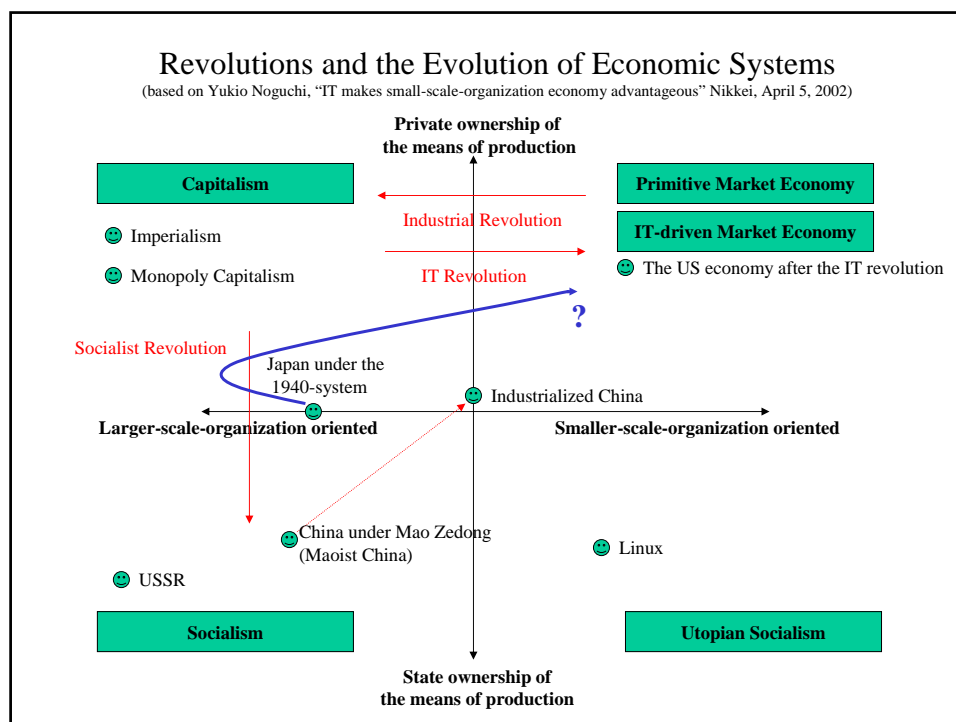 Revolutions and the Evolution of Economic Systems
(based on Yukio Noguchi, “IT makes small-scale-organization economy advantageous” Nikkei, April 5, 2002)
Private ownership of
the means of production
Capitalism
Primitive Market Economy
Industrial Revolution
IT-driven Market Economy
Imperialism
Monopoly Capitalism
IT Revolution
The US economy after the IT revolution
?
Socialist Revolution
Japan under the
1940-system
Industrialized China
Larger-scale-organization oriented
Smaller-scale-organization oriented
China under Mao Zedong
(Maoist China)
Linux
USSR
Socialism
Utopian Socialism
State ownership of
the means of production